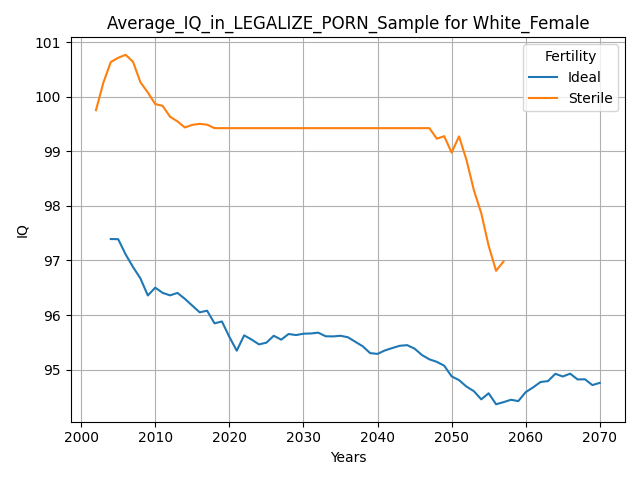 Average_IQ_in_LEGALIZE_PORN_Sample for White_Female
Fertility
Ideal
Sterile
IQ
101
100
99
98
97
96
95
2000 2010 2020 2030 2040 2050 2060 2070
Years